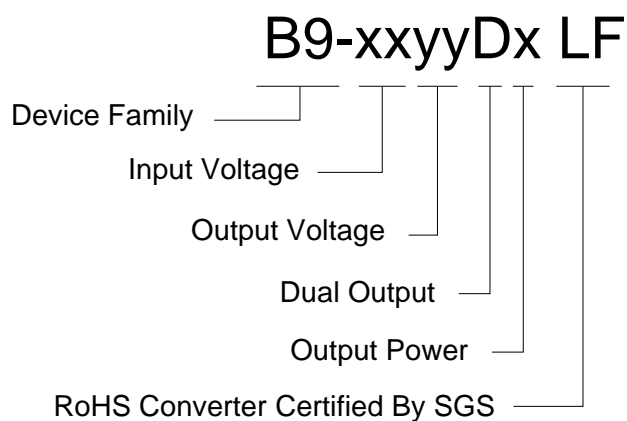 B9-xxyyDx LF
Device Family
Input Voltage
Output Voltage
Dual Output
Output Power
RoHS Converter Certified By SGS